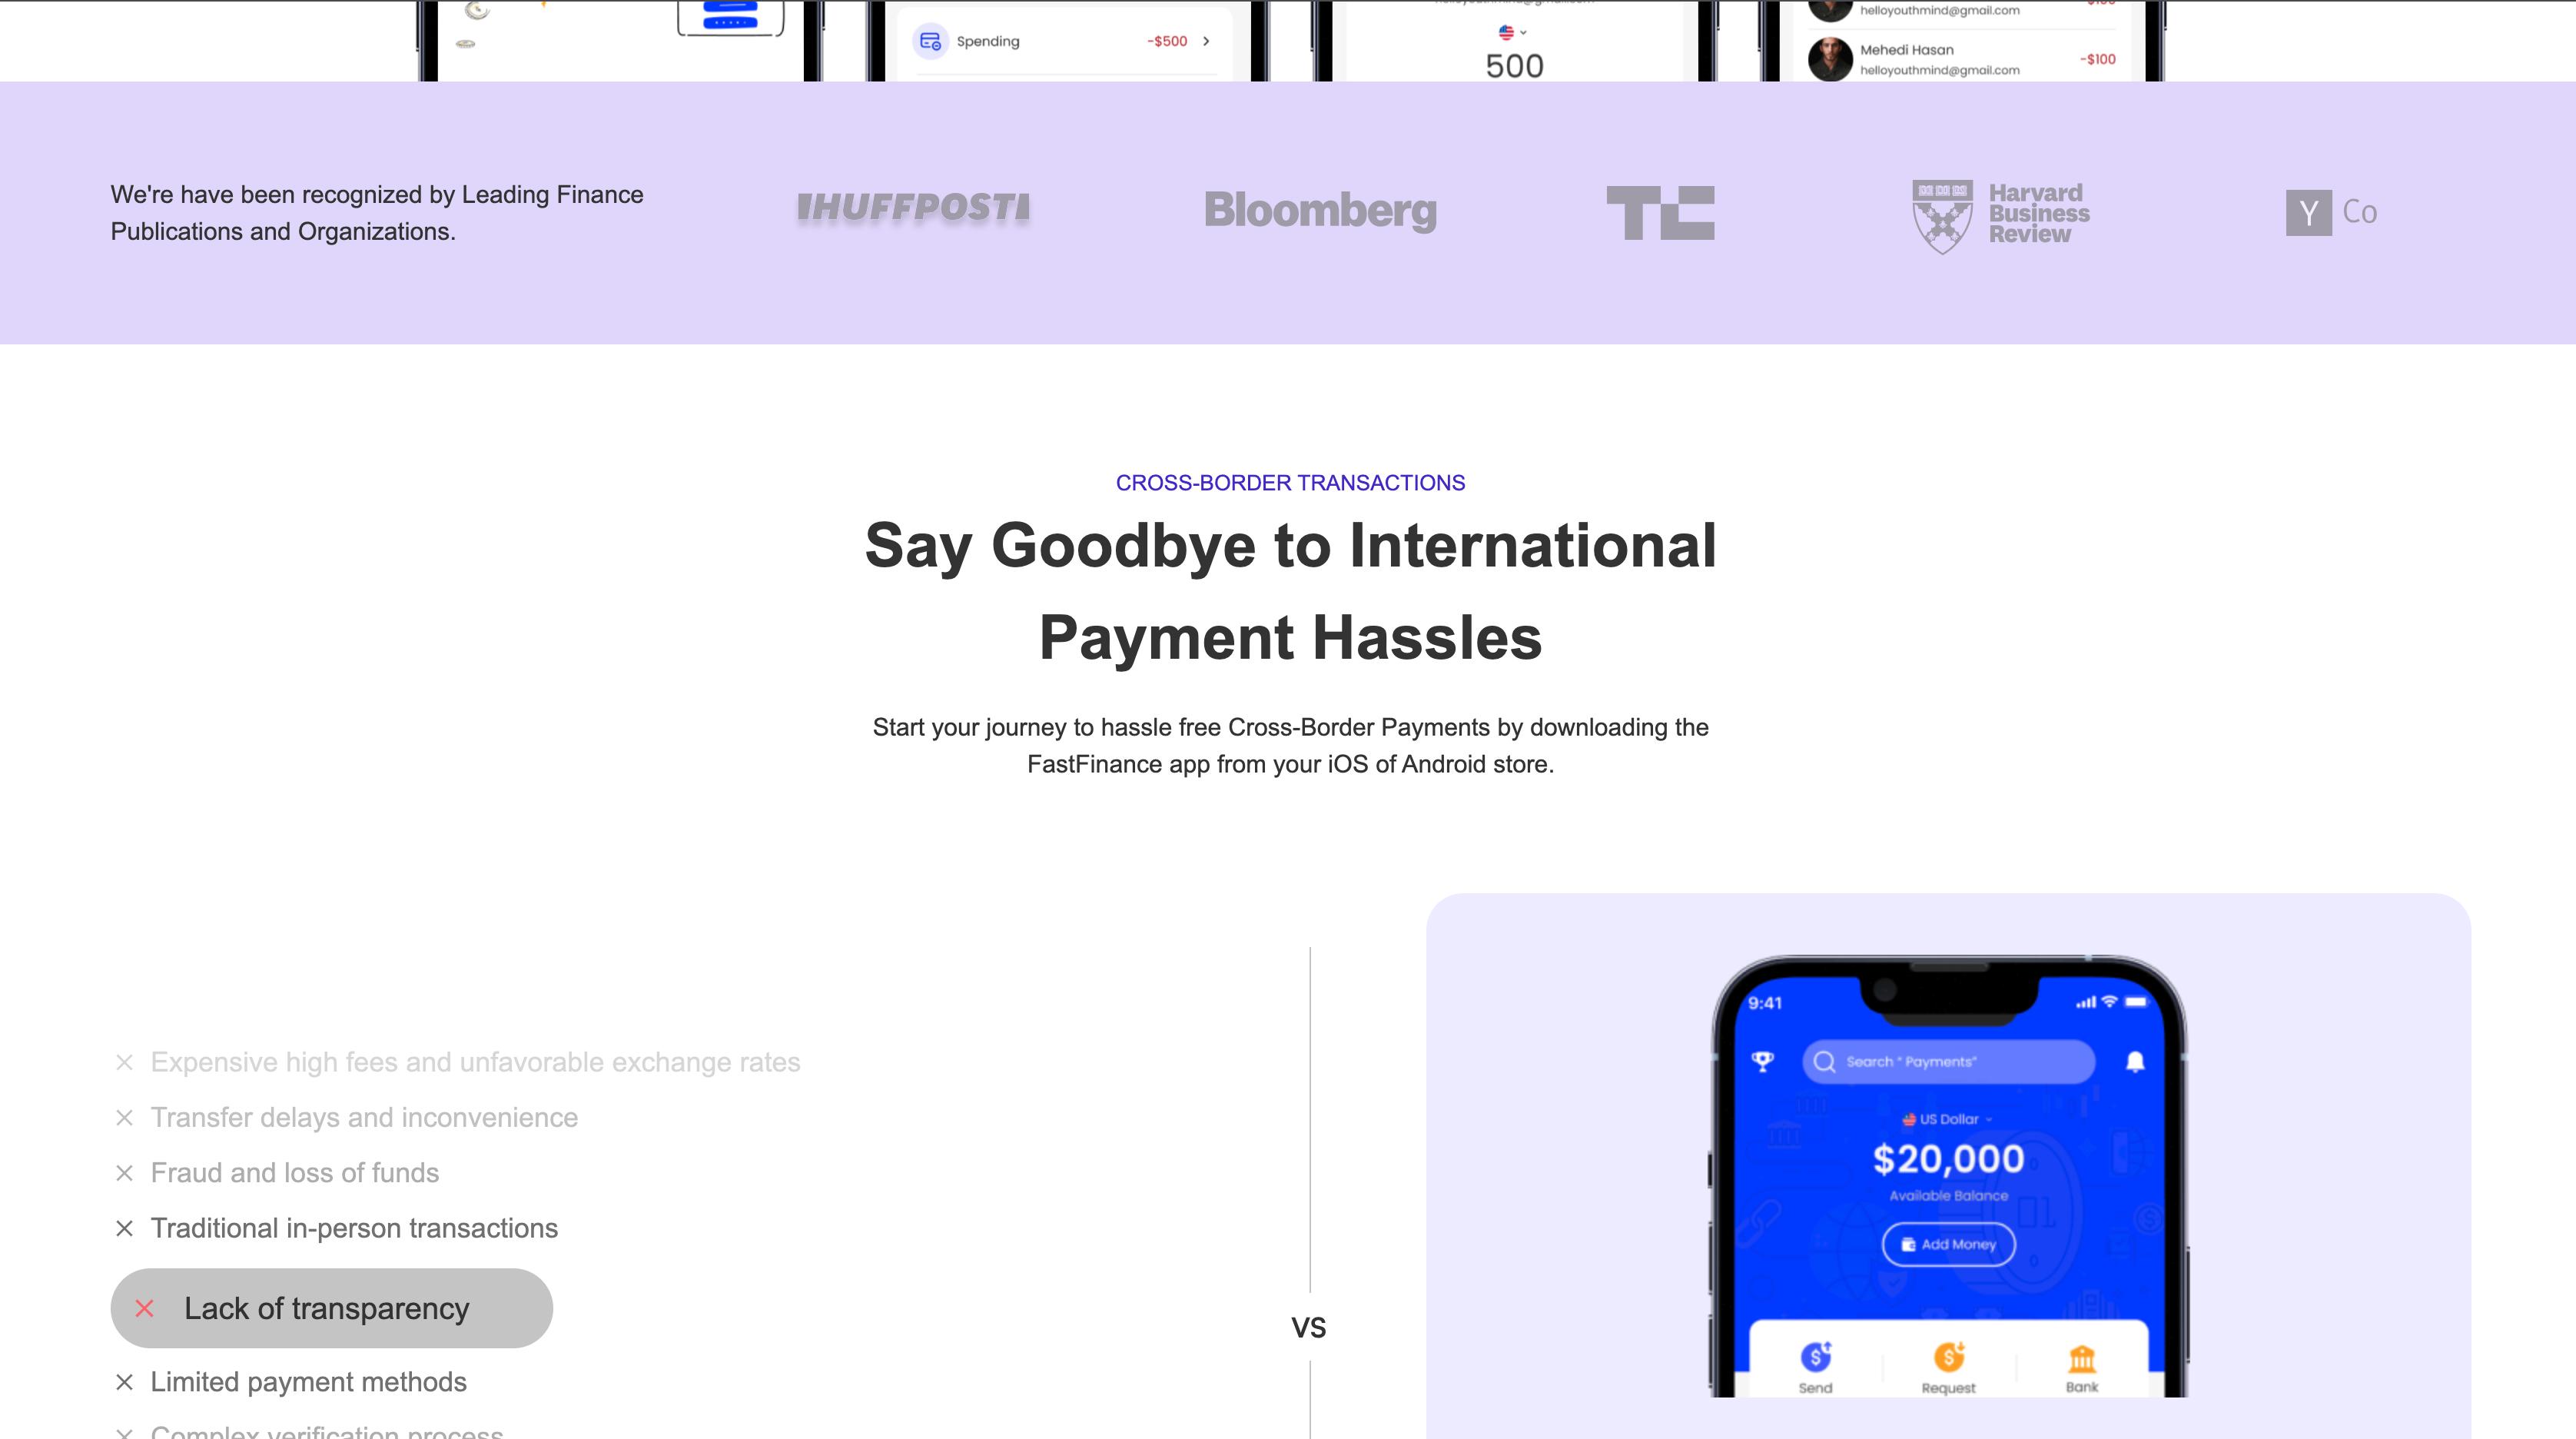 Spending -$500
500
helloyouthmind@gmail.com
Mehedi Hasan
helloyouthmind@gmail.com
-$100
We're have been recognized by Leading Finance
Publications and Organizations.
HUFFPOST
Bloomberg
TC
Harvard
Business
Review
Y Co
CROSS-BORDER TRANSACTIONS
Say Goodbye to International
Payment Hassles
Start your journey to hassle free Cross-Border Payments by downloading the
FastFinance app from your iOS of Android store.
Expensive high fees and unfavorable exchange rates
Transfer delays and inconvenience
Fraud and loss of funds
Traditional in-person transactions
Lack of transparency
Limited payment methods
Complex verification process
VS
9:41
Search " Payments"
US Dollar
$20,000
Available Balance
Add Money
Send
Request
Bank